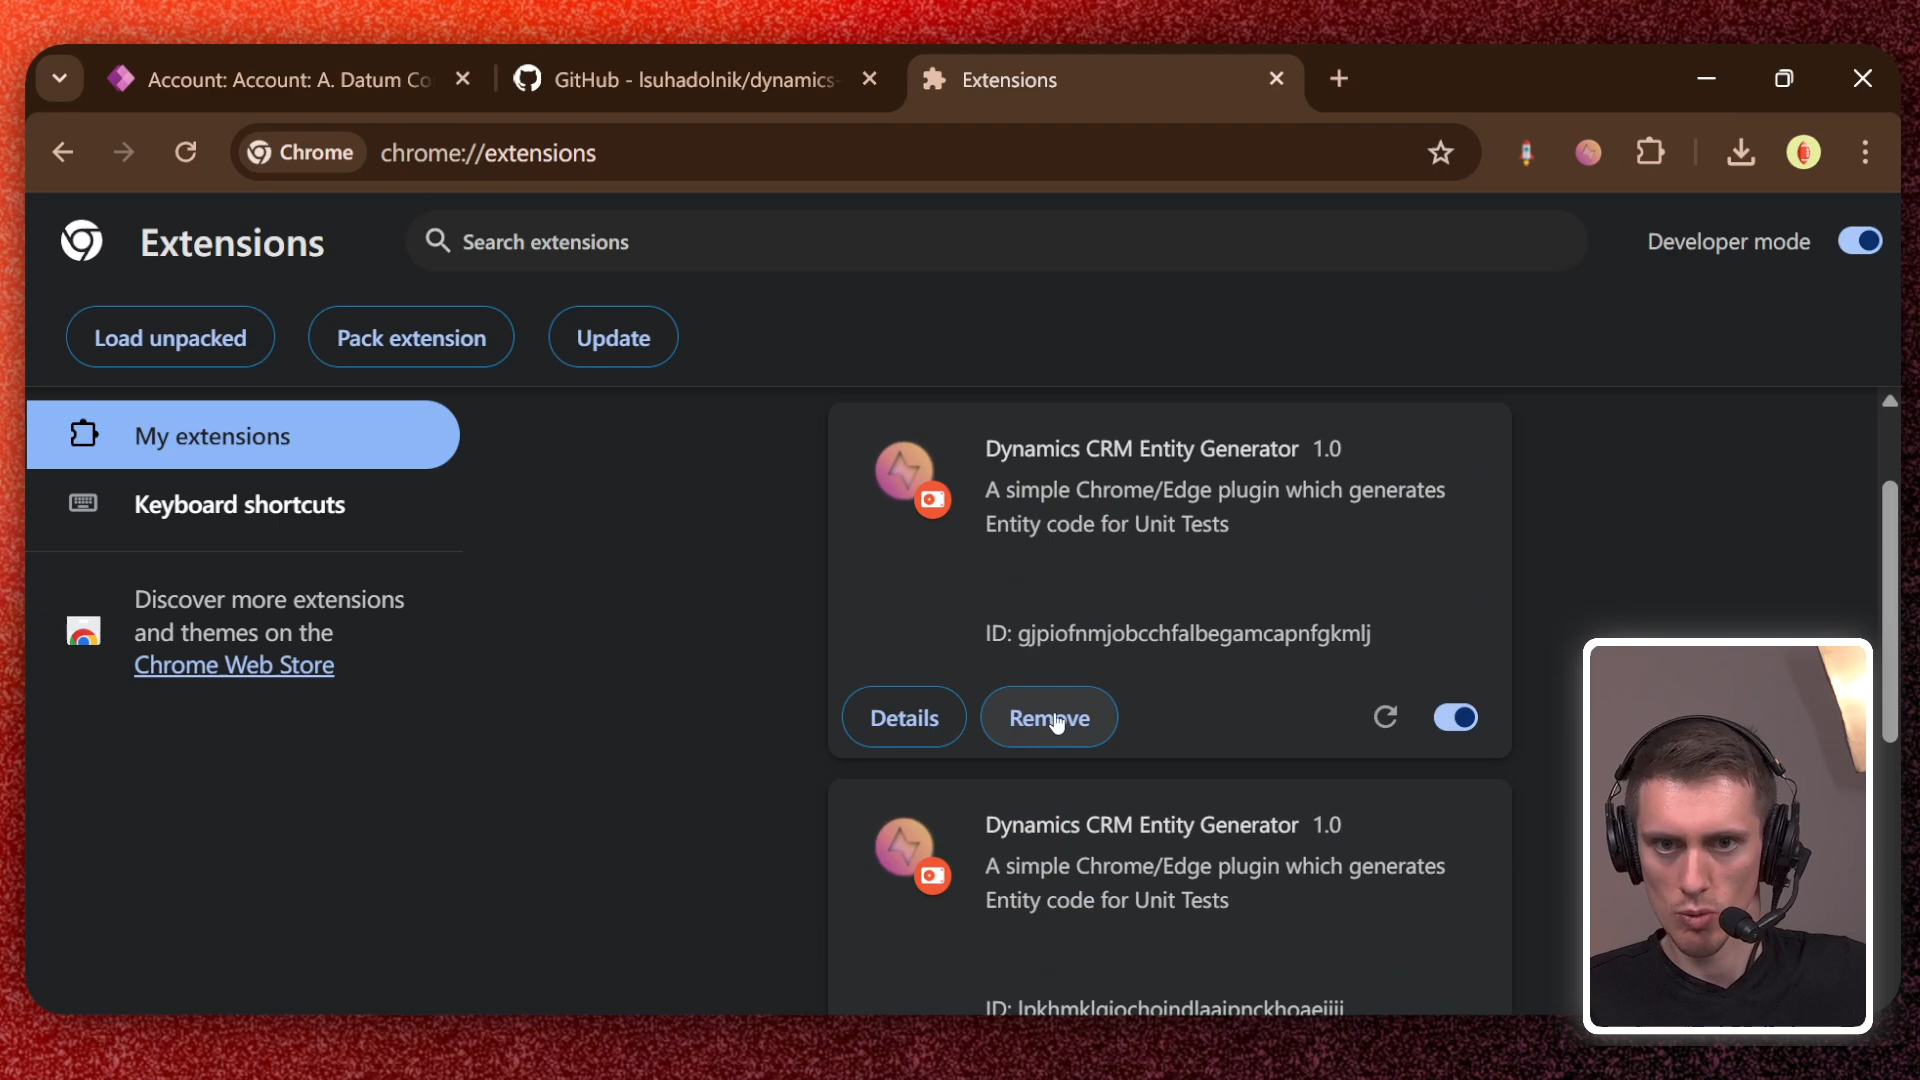 Account: Account: A. Datum Co
GitHub - lsuhadolnik/dynamics-
Extensions
Chrome
chrome://extensions
Extensions
Search extensions
Developer mode
Load unpacked
Pack extension
Update
My extensions
Keyboard shortcuts
Discover more extensions
and themes on the
Chrome Web Store
Dynamics CRM Entity Generator 1.0
A simple Chrome/Edge plugin which generates
Entity code for Unit Tests
ID: gjpiofnmjobcchfalbegamcapnfgkmlj
Details
Remove
Dynamics CRM Entity Generator 1.0
A simple Chrome/Edge plugin which generates
Entity code for Unit Tests
ID: